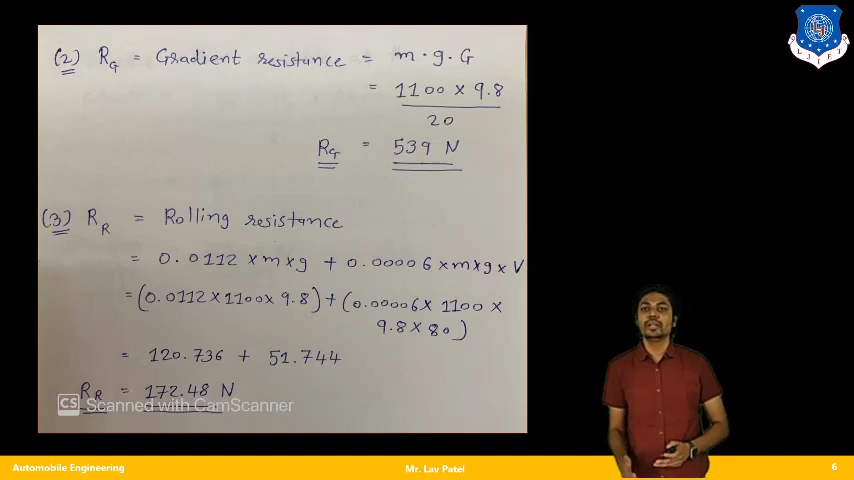 (2) R_G = Gradient resistance = m.g.G
= 1100 × 9.8
20
R_G = 539 N
(3) R_R = Rolling resistance
= 0.0112 × m × g + 0.00006 × m × g × V
= (0.0112 × 1100 × 9.8) + (0.00006 × 1100 ×
9.8 × 80)
= 120.736 + 51.744
R_R = 172.48 N
CS Scanned with CamScanner
LJIET
Automobile Engineering
Mr. Lav Patel
6